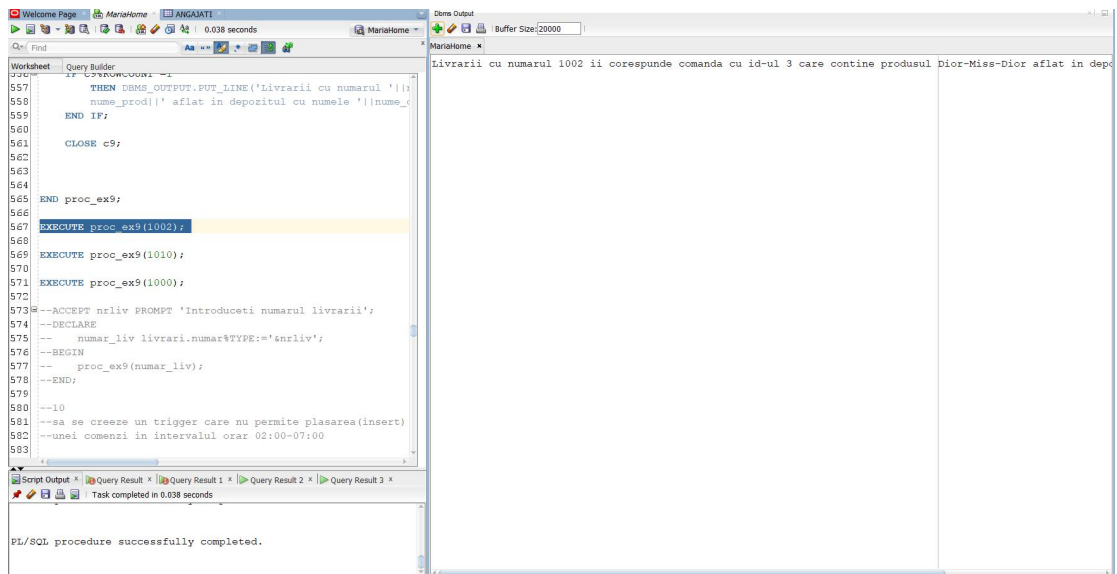 Welcome Page MariaHome ANGAJATI
0.038 seconds MariaHome
Find Aa
Worksheet Query Builder
556 IF c9%ROWCOUNT =1
557 THEN DBMS_OUTPUT.PUT_LINE('Livrarii cu numarul '||
558 nume_prod||' aflat in depozitul cu numele '||nume_
559 END IF;
560
561 CLOSE c9;
562
563
564
565 END proc_ex9;
566
567 EXECUTE proc_ex9(1002);
568
569 EXECUTE proc_ex9(1010);
570
571 EXECUTE proc_ex9(1000);
572
573 --ACCEPT nrliv PROMPT 'Introduceti numarul livrarii';
574 --DECLARE
575 -- numar_liv livrari.numar%TYPE:='&nrliv';
576 --BEGIN
577 -- proc_ex9(numar_liv);
578 --END;
579
580 --10
581 --sa se creeze un trigger care nu permite plasarea(insert)
582 --unei comenzi in intervalul orar 02:00-07:00
583
Script Output Query Result Query Result 1 Query Result 2 Query Result 3
Task completed in 0.038 seconds
PL/SQL procedure successfully completed.
Dbms Output
Buffer Size: 20000
MariaHome
Livrarii cu numarul 1002 ii corespunde comanda cu id-ul 3 care contine produsul Dior-Miss-Dior aflat in depo